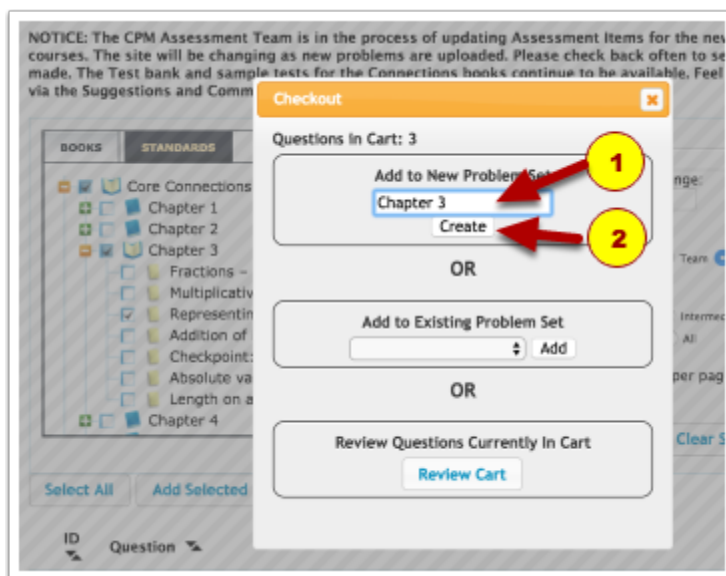 NOTICE: The CPM Assessment Team is in the process of updating Assessment Items for the new
courses. The site will be changing as new problems are uploaded. Please check back often to se
made. The Test bank and sample tests for the Connections books continue to be available. Feel
via the Suggestions and Comm
Checkout
Questions In Cart: 3
BOOKS
STANDARDS
Core Connections
Chapter 1
Chapter 2
Chapter 3
Fractions –
Multiplicativ
Representin
Addition of
Checkpoint:
Absolute va
Length on a
Chapter 4
Add to New Problem Set
Chapter 3
Create
1
2
OR
Add to Existing Problem Set
Add
OR
Review Questions Currently In Cart
Review Cart
nge:
Team
Intermed
All
per pag
Clear S
Select All
Add Selected
ID
Question